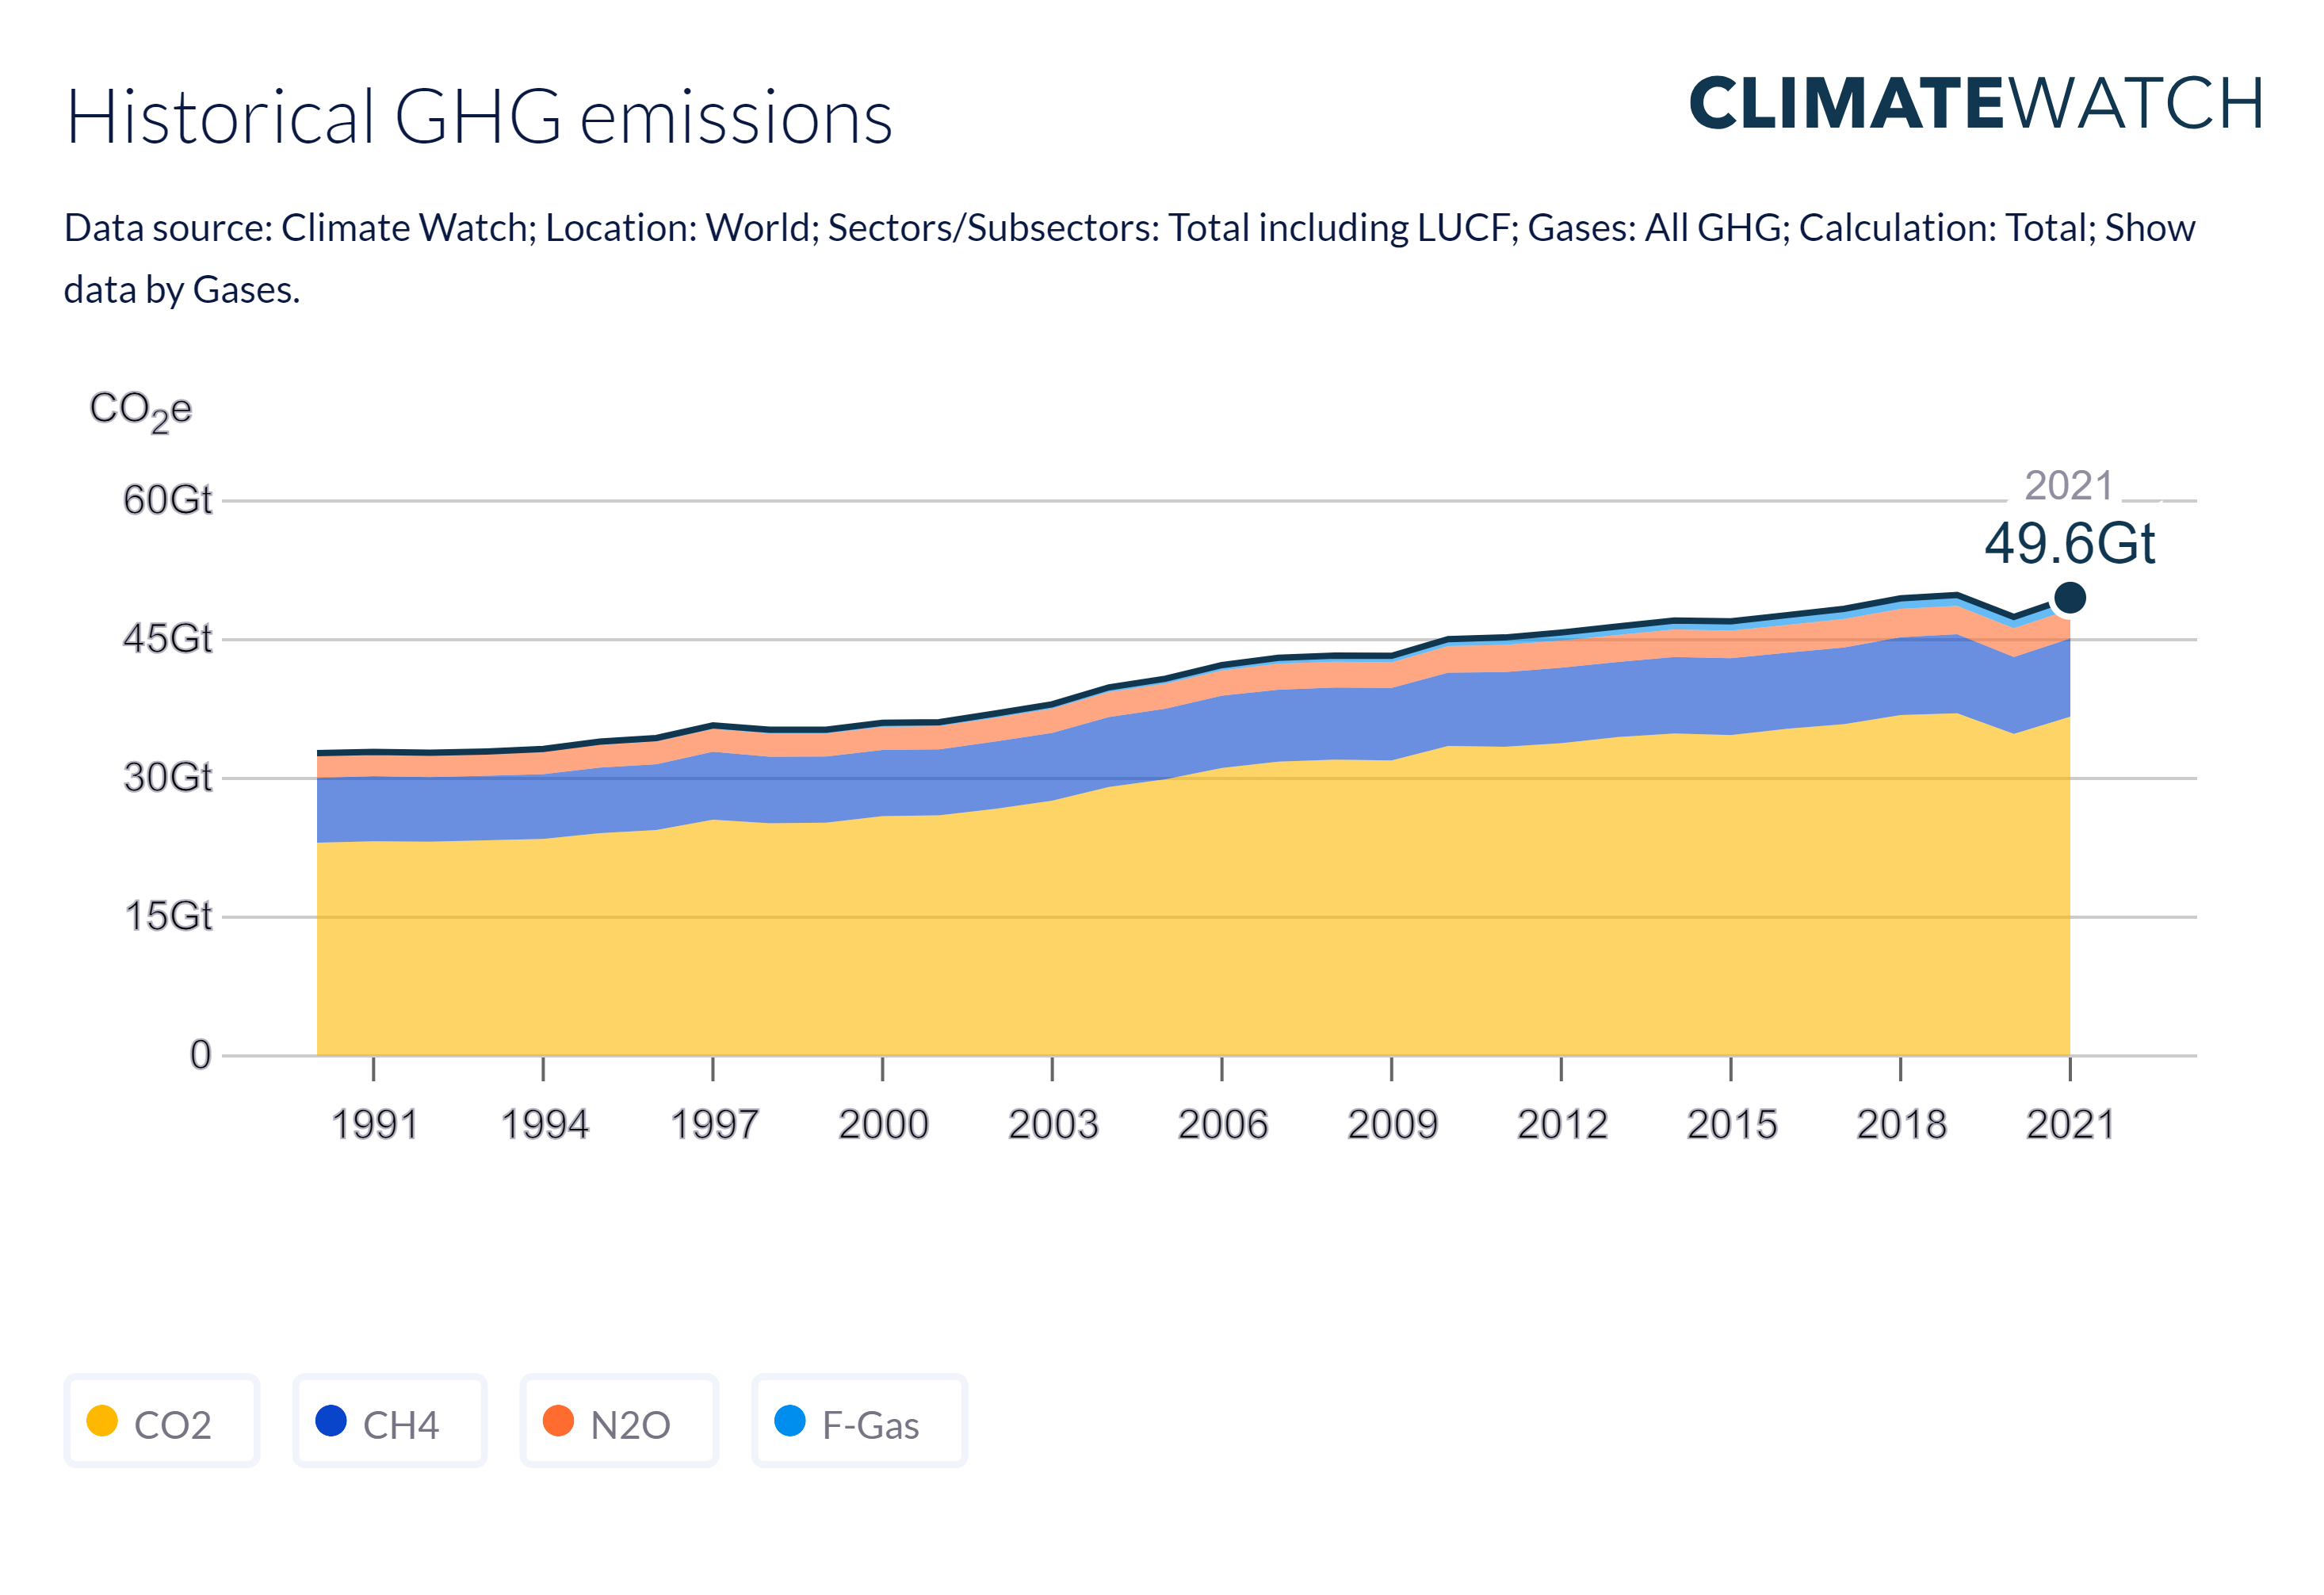 Historical GHG emissions
CLIMATEWATCH
Data source: Climate Watch; Location: World; Sectors/Subsectors: Total including LUCF; Gases: All GHG; Calculation: Total; Show
data by Gases.
CO2e
60Gt
2021
49.6Gt
45Gt
30Gt
15Gt
0
1991 1994 1997 2000 2003 2006 2009 2012 2015 2018 2021
CO2 CH4 N2O F-Gas